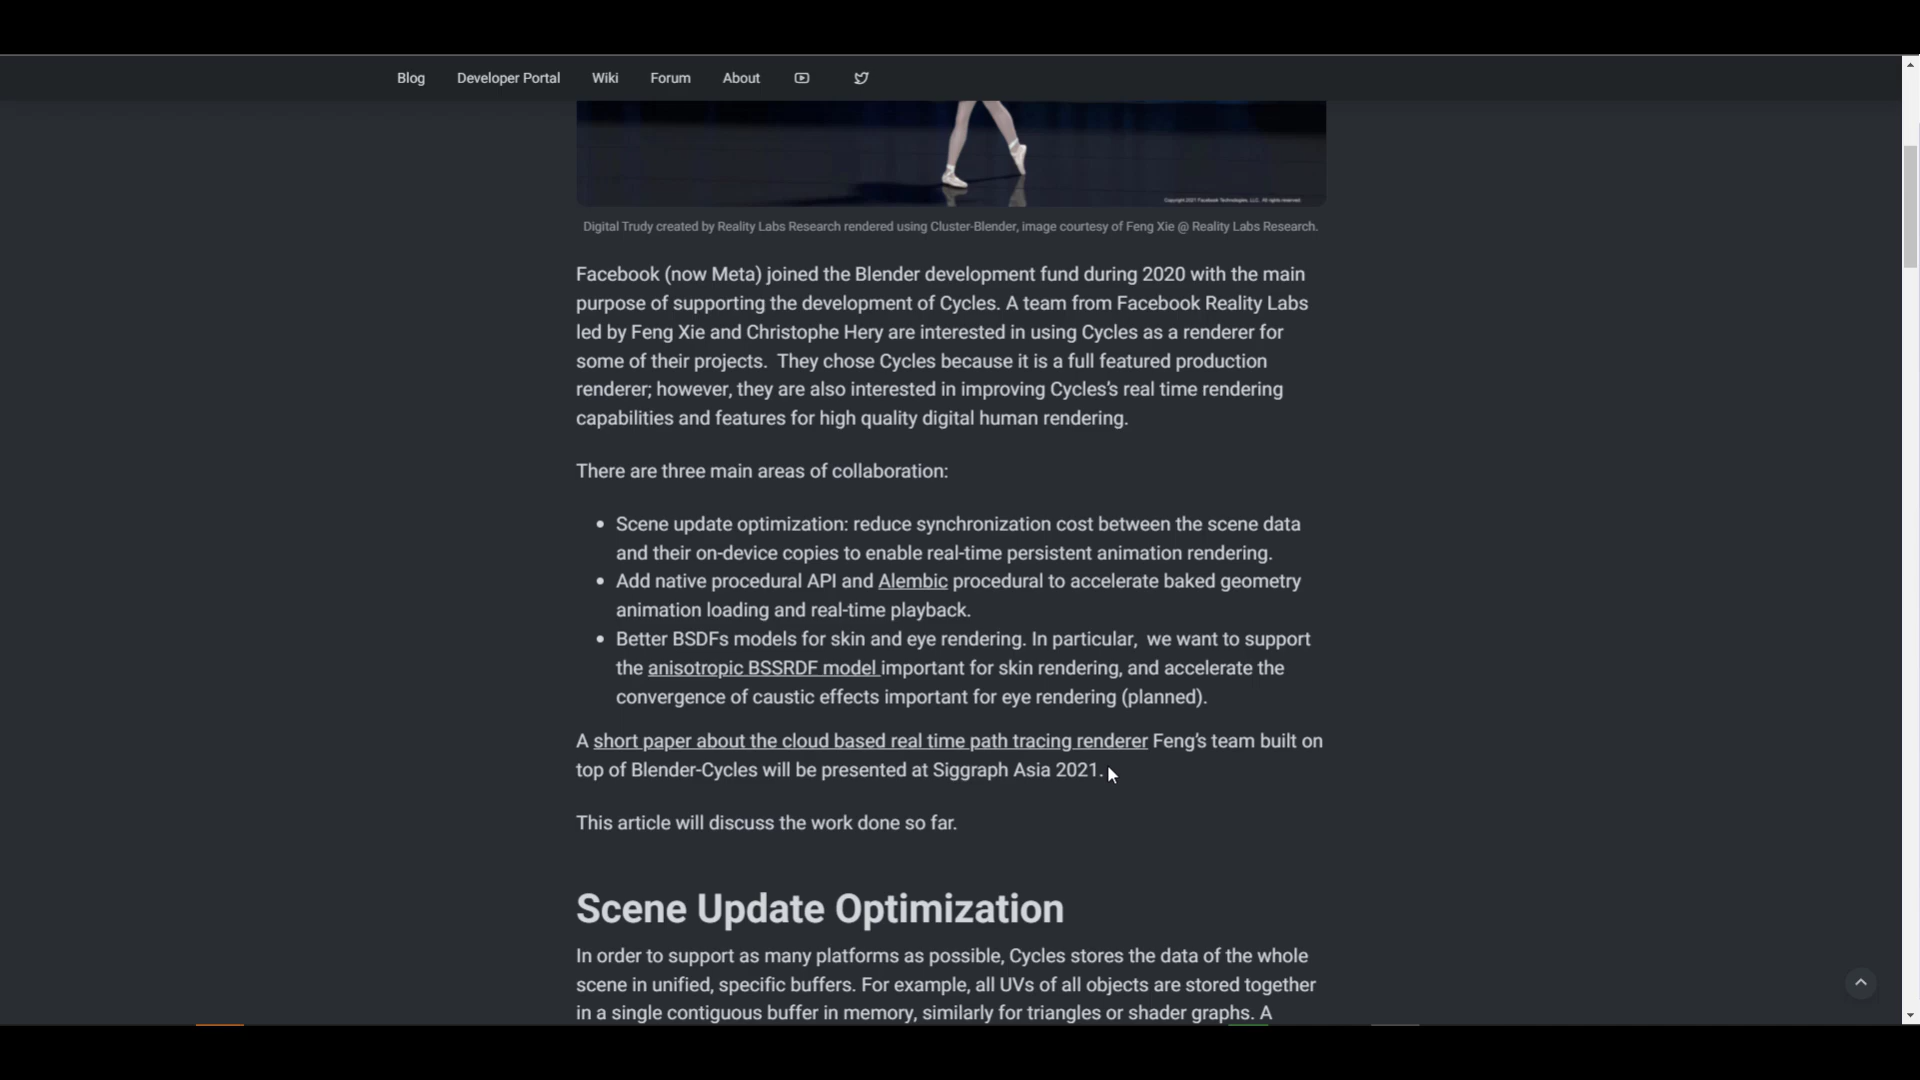 Blog Developer Portal Wiki Forum About
Copyright 2021 Facebook Technologies, LLC. All rights reserved.
Digital Trudy created by Reality Labs Research rendered using Cluster-Blender, image courtesy of Feng Xie @ Reality Labs Research.
Facebook (now Meta) joined the Blender development fund during 2020 with the main
purpose of supporting the development of Cycles. A team from Facebook Reality Labs
led by Feng Xie and Christophe Hery are interested in using Cycles as a renderer for
some of their projects.  They chose Cycles because it is a full featured production
renderer; however, they are also interested in improving Cycles's real time rendering
capabilities and features for high quality digital human rendering.
There are three main areas of collaboration:
• Scene update optimization: reduce synchronization cost between the scene data
and their on-device copies to enable real-time persistent animation rendering.
• Add native procedural API and Alembic procedural to accelerate baked geometry
animation loading and real-time playback.
• Better BSDFs models for skin and eye rendering. In particular,  we want to support
the anisotropic BSSRDF model important for skin rendering, and accelerate the
convergence of caustic effects important for eye rendering (planned).
A short paper about the cloud based real time path tracing renderer Feng's team built on
top of Blender-Cycles will be presented at Siggraph Asia 2021.
This article will discuss the work done so far.
Scene Update Optimization
In order to support as many platforms as possible, Cycles stores the data of the whole
scene in unified, specific buffers. For example, all UVs of all objects are stored together
in a single contiguous buffer in memory, similarly for triangles or shader graphs. A